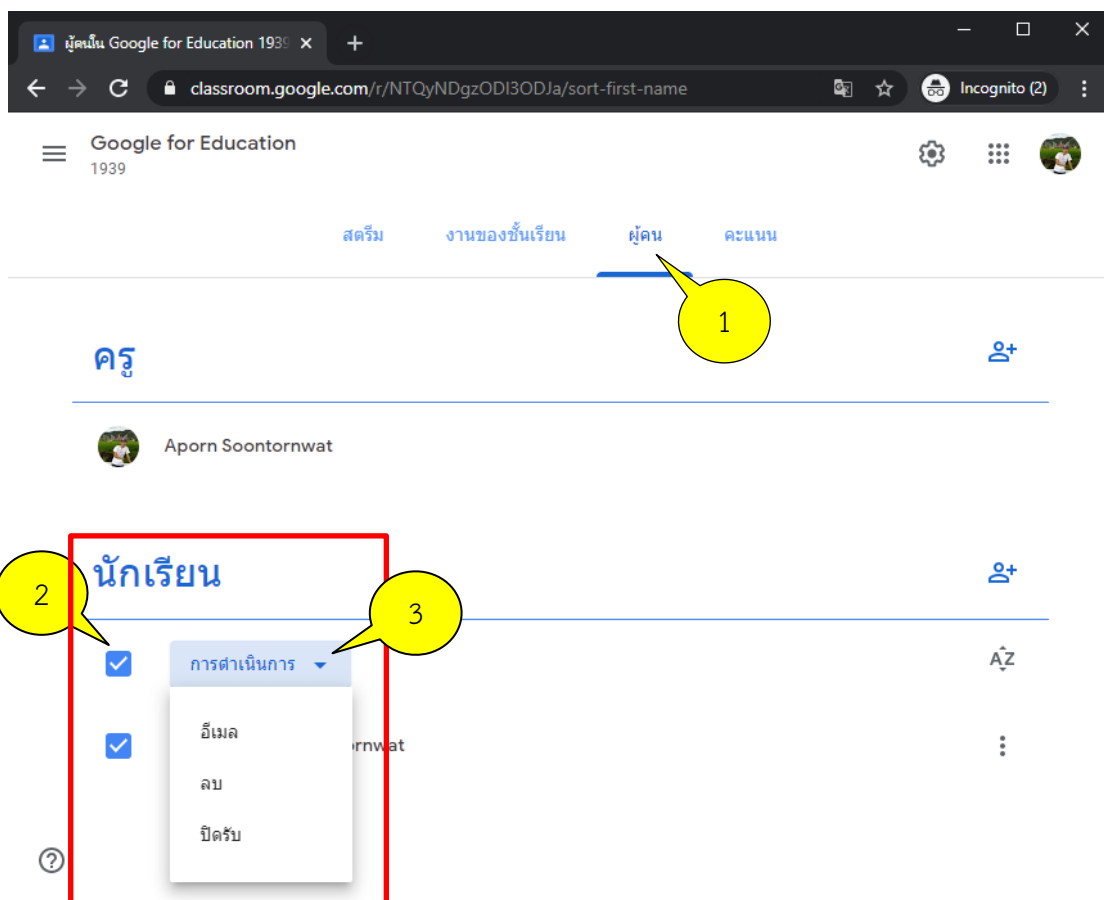 ผู้คนใน Google for Education 1939
classroom.google.com/r/NTQyNDgzODI3ODJa/sort-first-name
Incognito (2)
Google for Education
1939
สตรีม งานของชั้นเรียน ผู้คน คะแนน
1
ครู
Aporn Soontornwat
นักเรียน
2
3
การดำเนินการ
AZ
อีเมล
ornwat
ลบ
ปิดรับ